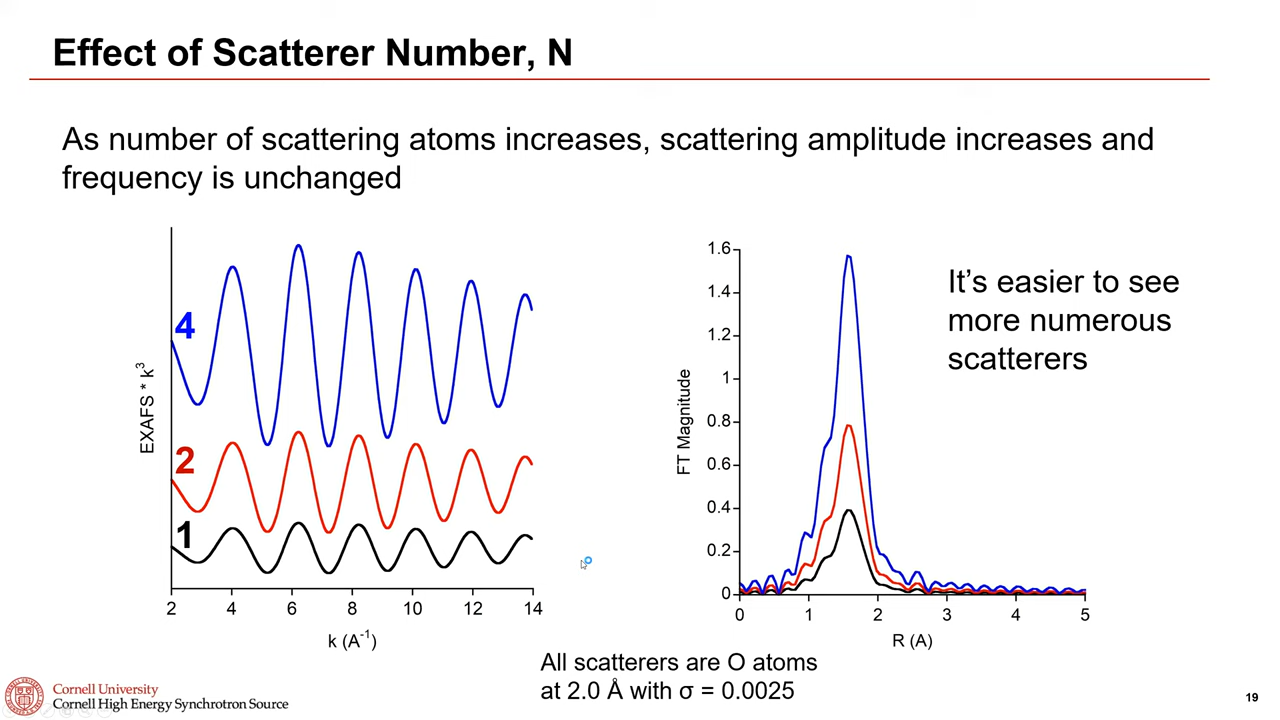 Effect of Scatterer Number, N
As number of scattering atoms increases, scattering amplitude increases and
frequency is unchanged
4
2
1
EXAFS * k³
2 4 6 8 10 12 14
k (A⁻¹)
1.6
1.4
1.2
1
0.8
0.6
0.4
0.2
0
FT Magnitude
0 1 2 3 4 5
R (A)
It's easier to see
more numerous
scatterers
All scatterers are O atoms
at 2.0 Å with σ = 0.0025
Cornell University
Cornell High Energy Synchrotron Source
19